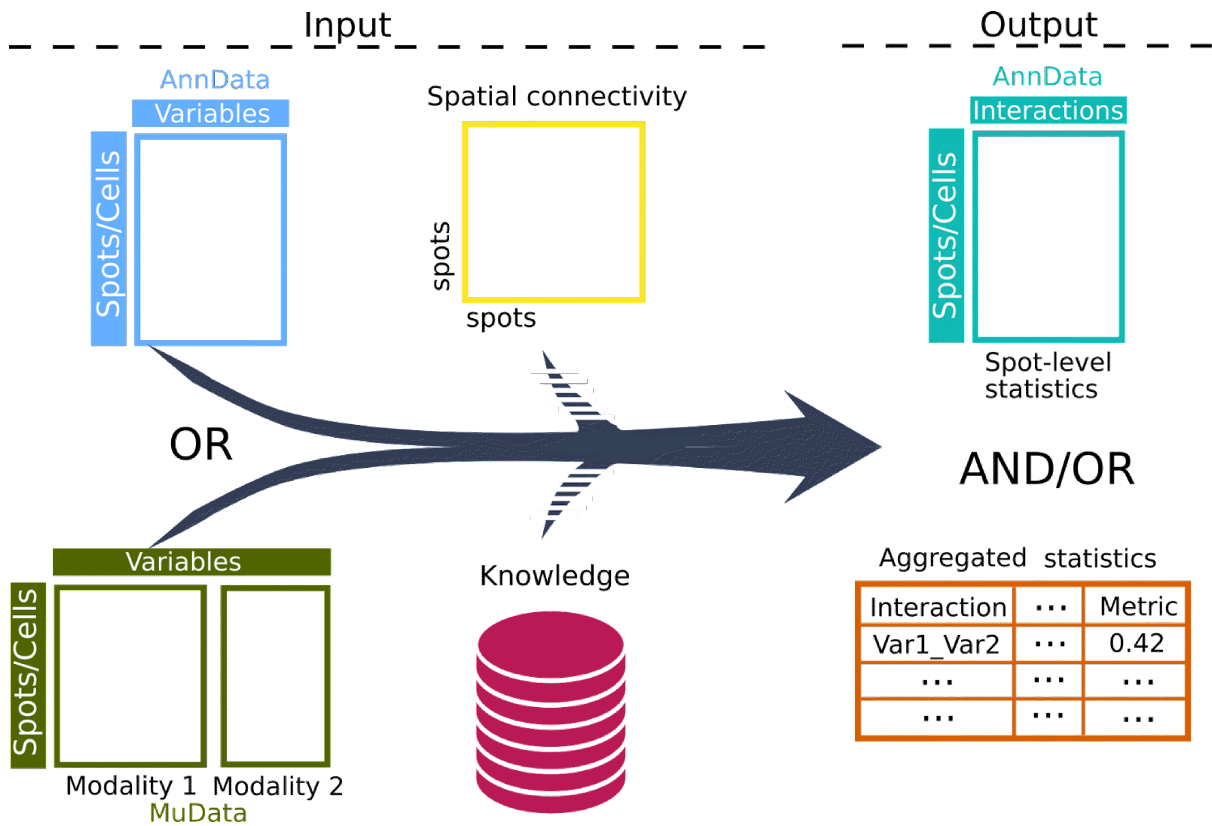 Input
Output
AnnData
Variables
Spots/Cells
Spatial connectivity
spots
spots
AnnData
Interactions
Spots/Cells
Spot-level
statistics
OR
AND/OR
Variables
Spots/Cells
Modality 1 Modality 2
MuData
Knowledge
Aggregated statistics
Interaction ... Metric
Var1_Var2 ... 0.42
... ... ...
... ... ...